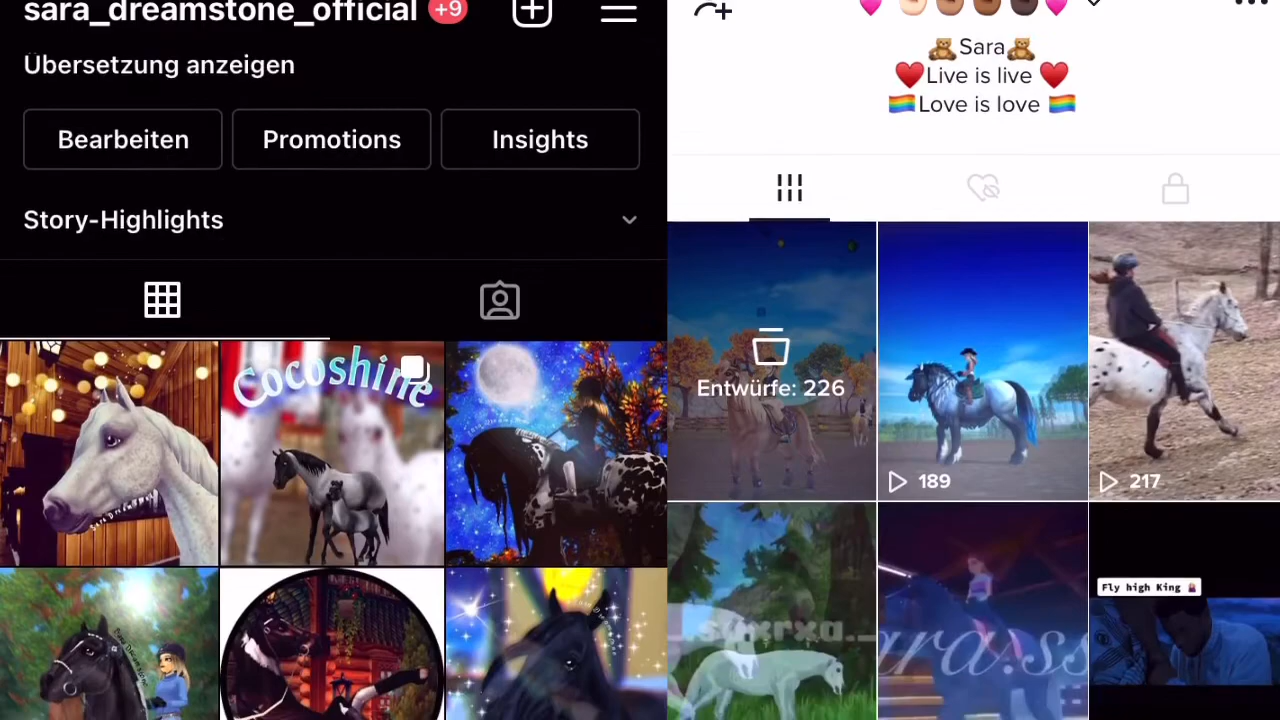 sara_dreamstone_official +9
Übersetzung anzeigen
Bearbeiten Promotions Insights
Story-Highlights
Cocoshine
Sara
Live is live
Love is love
Entwürfe: 226
189
217
Fly high King